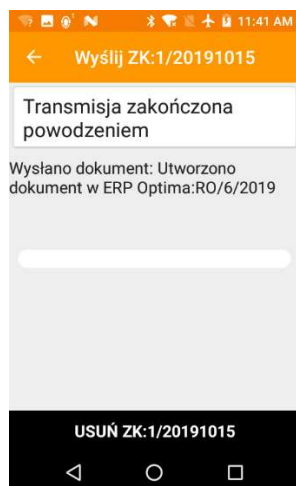 11:41 AM
Wyślij ZK:1/20191015
Transmisja zakończona
powodzeniem
Wysłano dokument: Utworzono
dokument w ERP Optima:RO/6/2019
USUŃ ZK:1/20191015